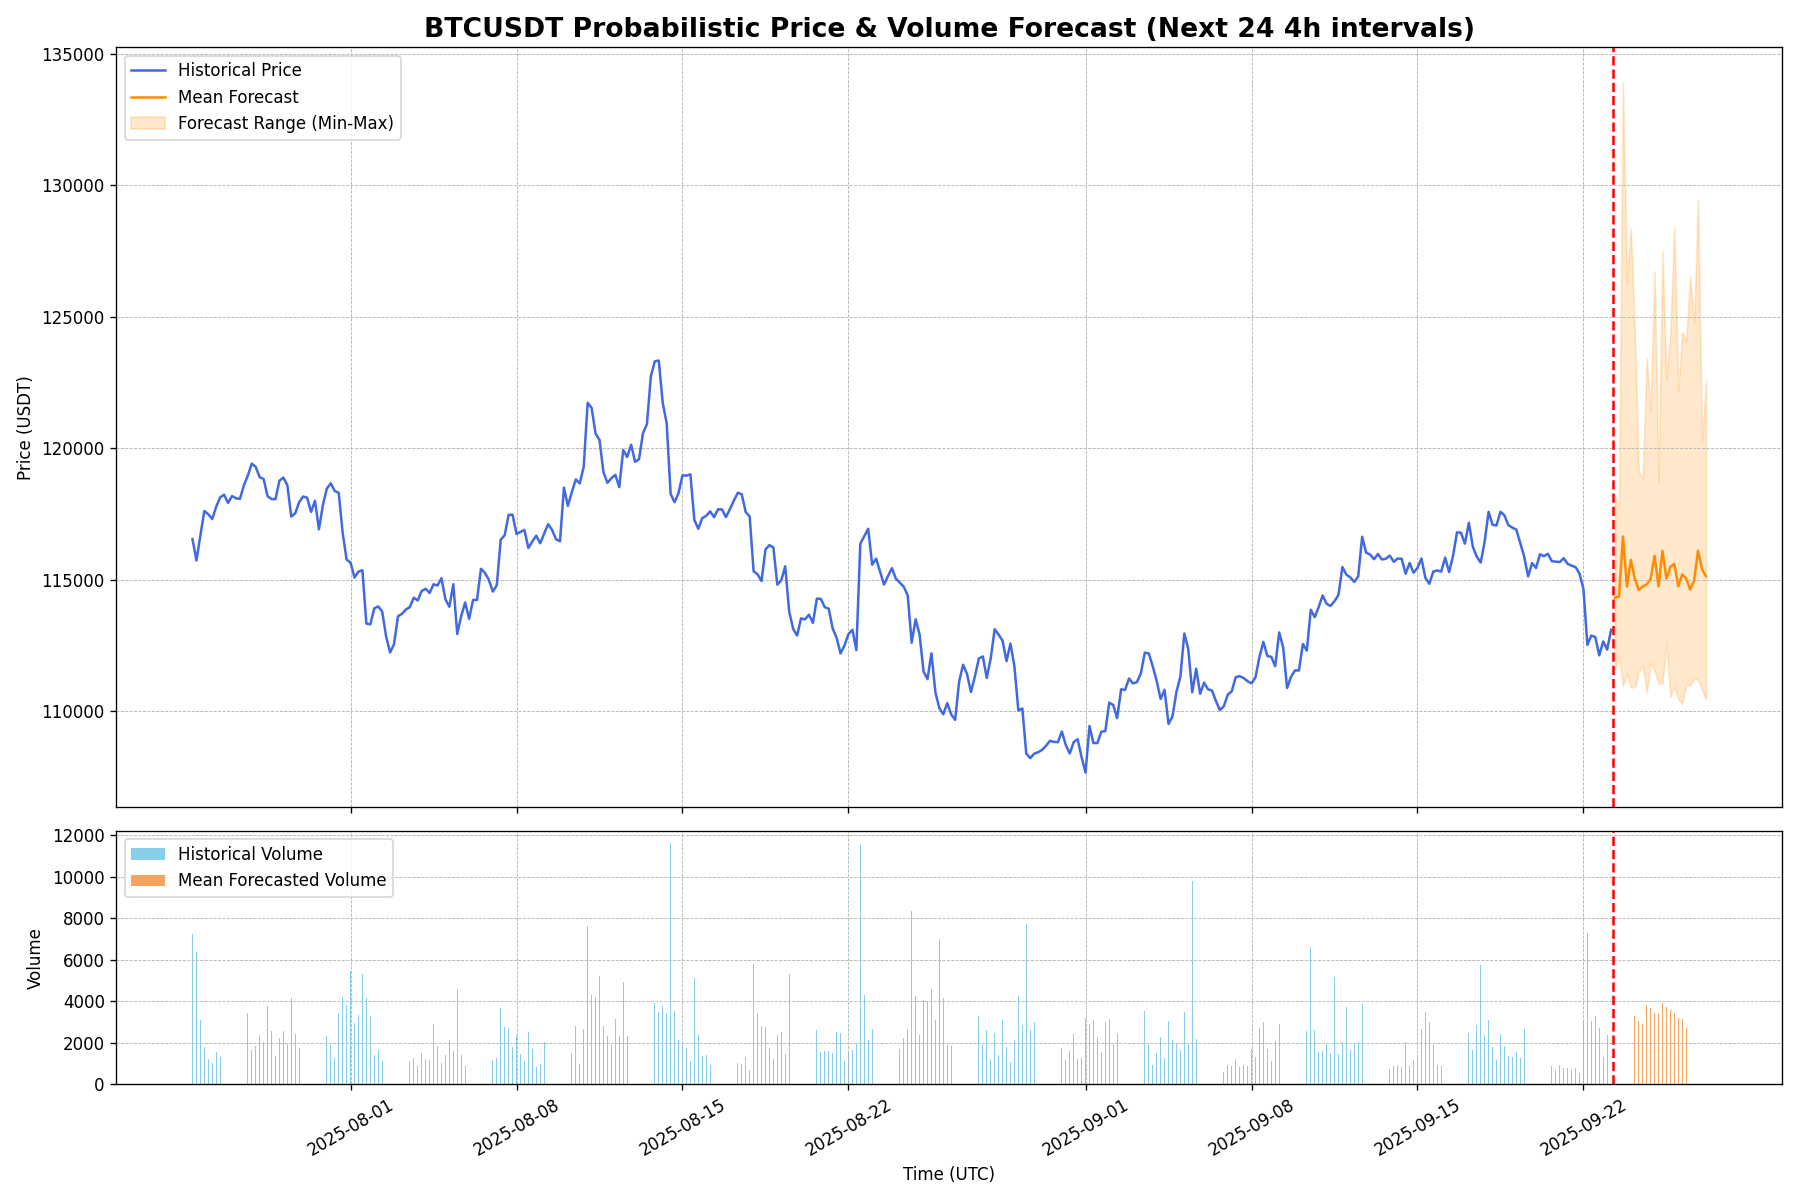 BTCUSDT Probabilistic Price & Volume Forecast (Next 24 4h intervals)
Historical Price
Mean Forecast
Forecast Range (Min-Max)
Price (USDT)
135000
130000
125000
120000
115000
110000
Historical Volume
Mean Forecasted Volume
Volume
12000
10000
8000
6000
4000
2000
0
2025-08-01
2025-08-08
2025-08-15
2025-08-22
2025-09-01
2025-09-08
2025-09-15
2025-09-22
Time (UTC)